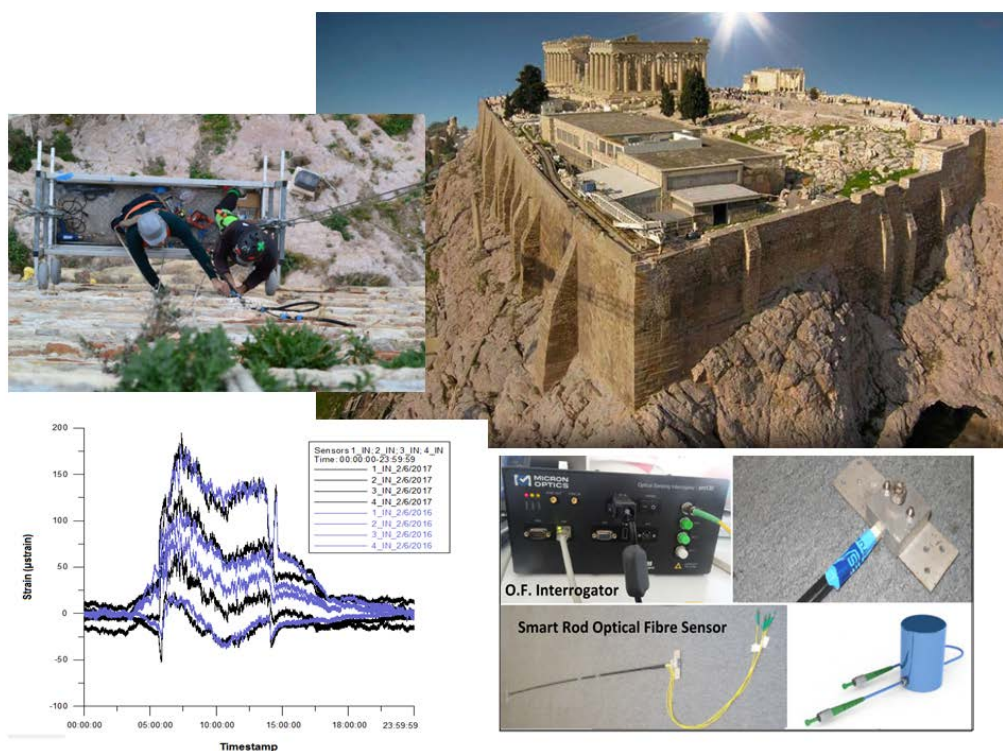 200
150
100
50
0
-50
-100
Strain (µstrain)
Sensors 1_IN; 2_IN; 3_IN; 4_IN
Time: 00:00:00-23:59:59
1_IN_2/6/2017
2_IN_2/6/2017
3_IN_2/6/2017
4_IN_2/6/2017
1_IN_2/6/2016
2_IN_2/6/2016
3_IN_2/6/2016
4_IN_2/6/2016
00:00:00
05:00:00
10:00:00
15:00:00
18:00:00
23:59:59
Timestamp
MICRON
OPTICS
Optical Sensing Interrogator
O.F. Interrogator
Smart Rod Optical Fibre Sensor